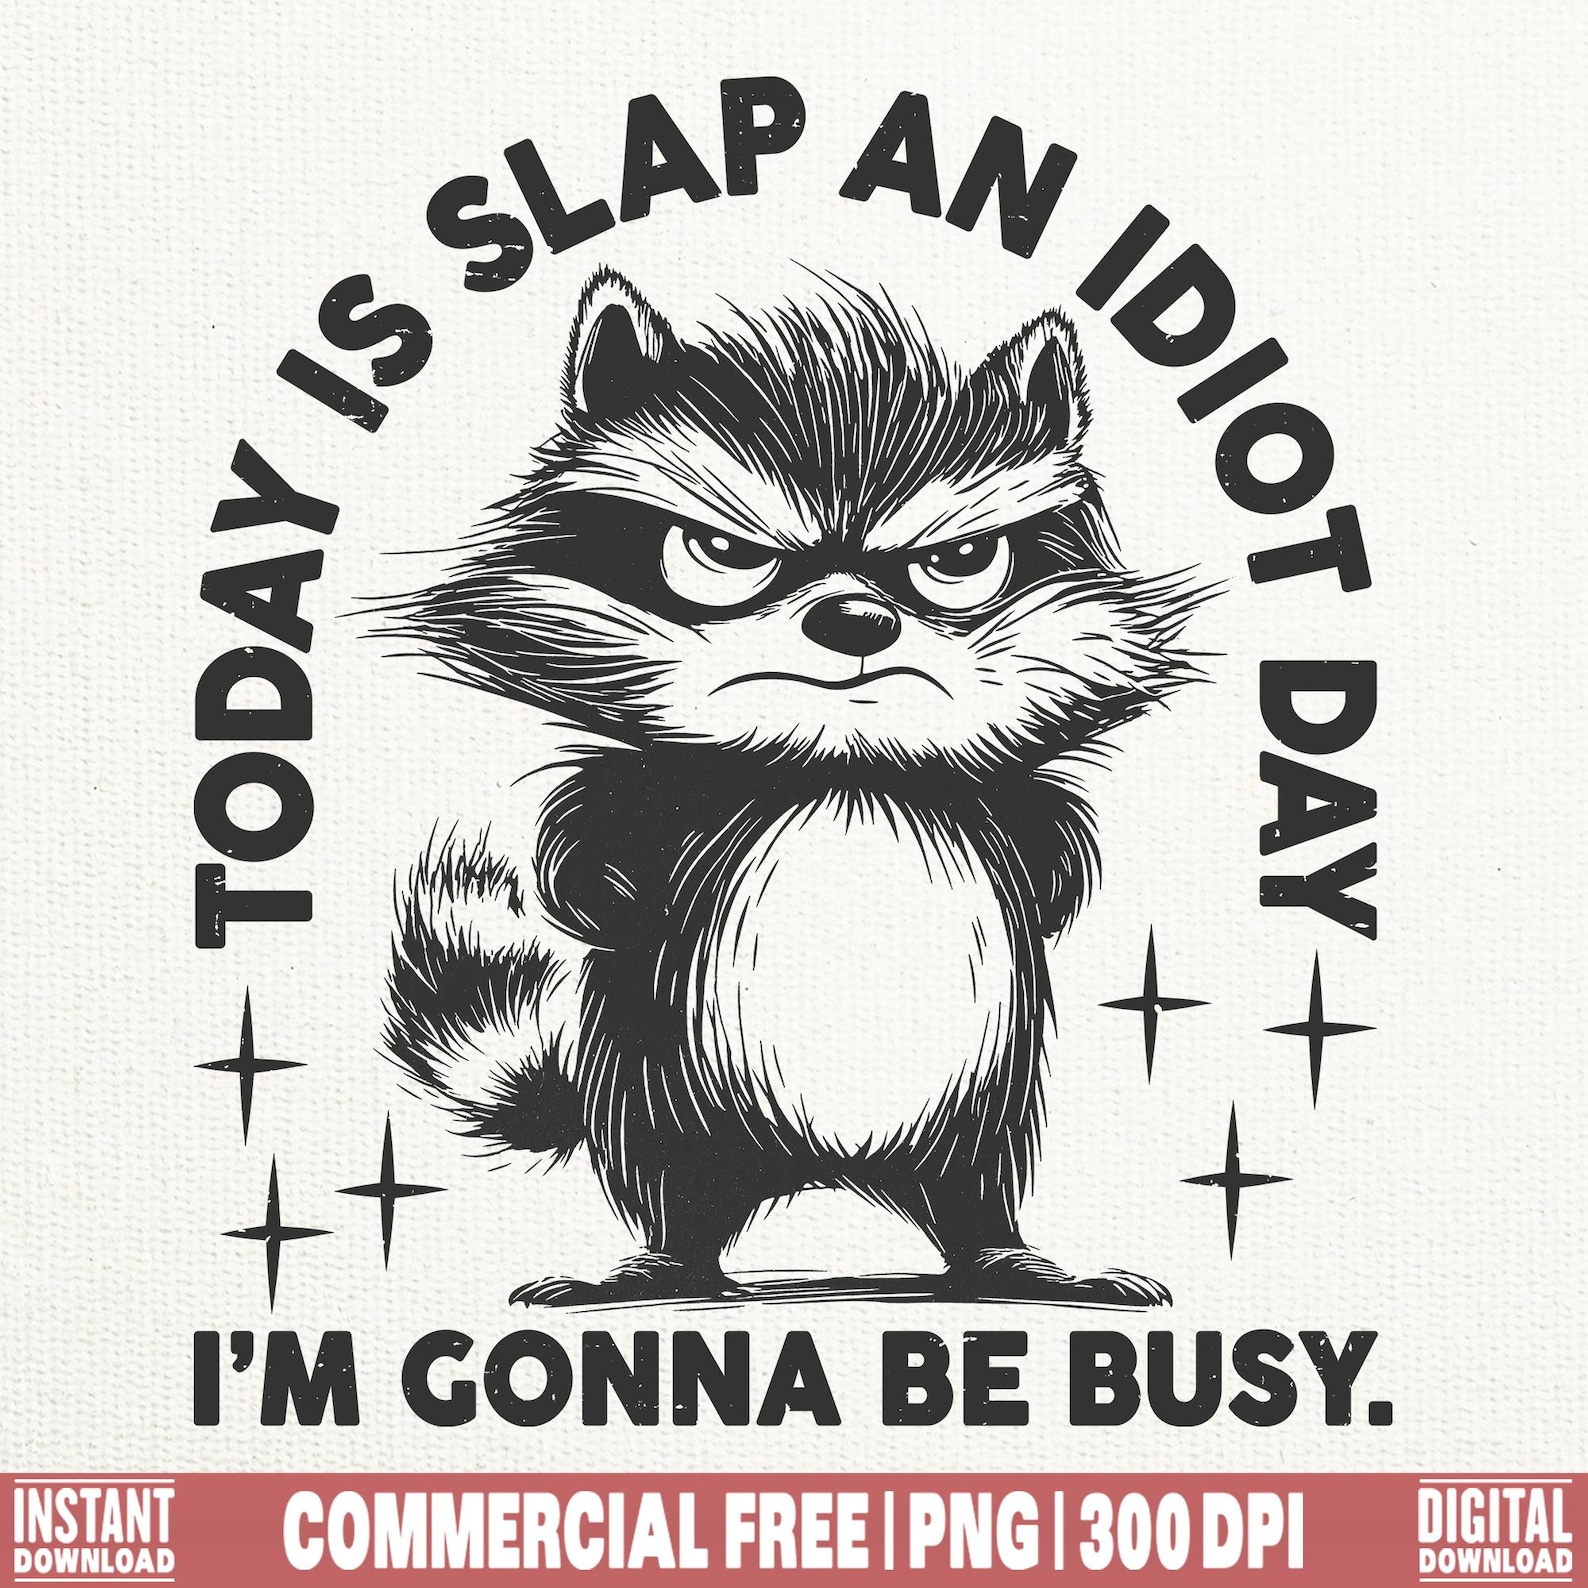 TODAY IS SLAP AN IDIOT DAY
I'M GONNA BE BUSY.
INSTANT
DOWNLOAD
COMMERCIAL FREE | PNG | 300 DPI
DIGITAL
DOWNLOAD